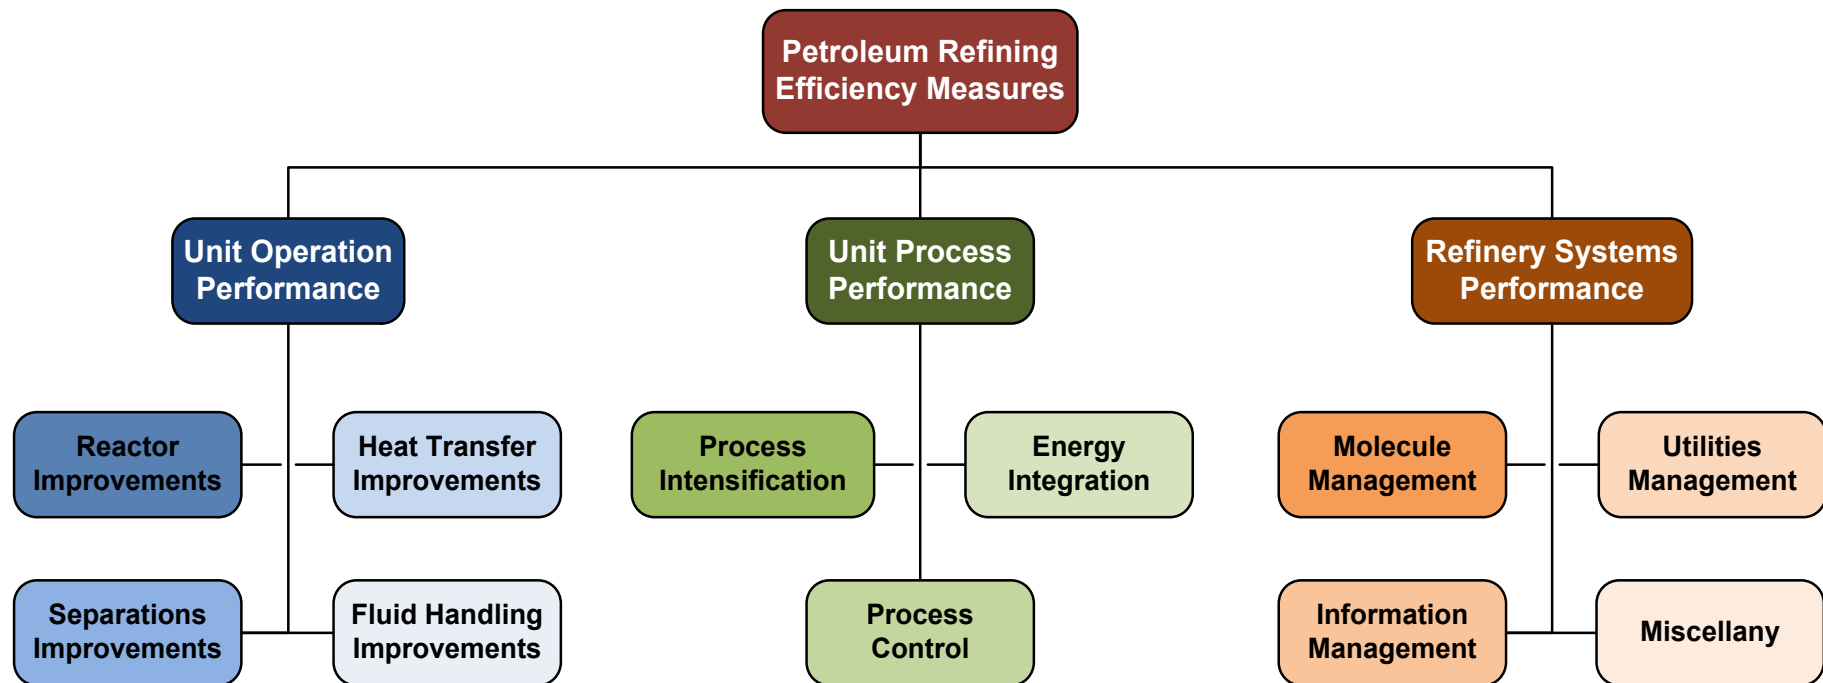 Petroleum Refining
Efficiency Measures
Unit Operation
Performance
Unit Process
Performance
Refinery Systems
Performance
Reactor
Improvements
Heat Transfer
Improvements
Process
Intensification
Energy
Integration
Molecule
Management
Utilities
Management
Separations
Improvements
Fluid Handling
Improvements
Process
Control
Information
Management
Miscellany